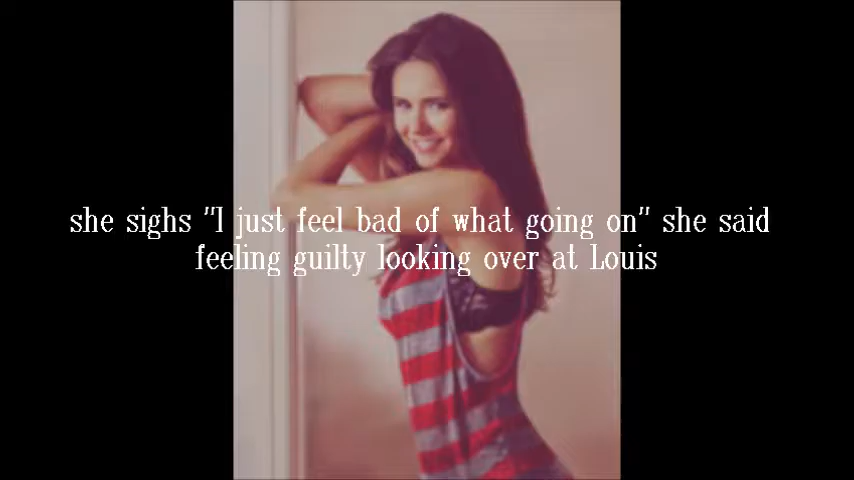 she sighs "I just feel bad of what going on" she said
feeling guilty looking over at Louis